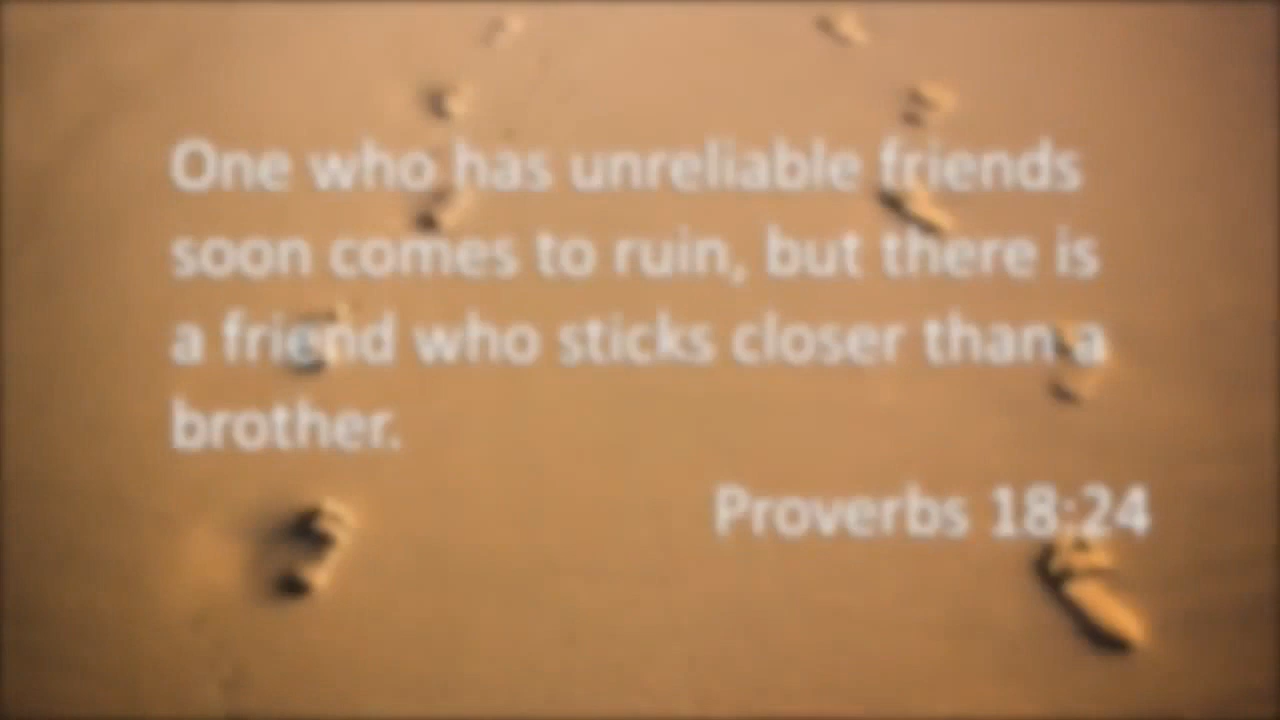 One who has unreliable friends
soon comes to ruin, but there is
a friend who sticks closer than a
brother.
Proverbs 18:24